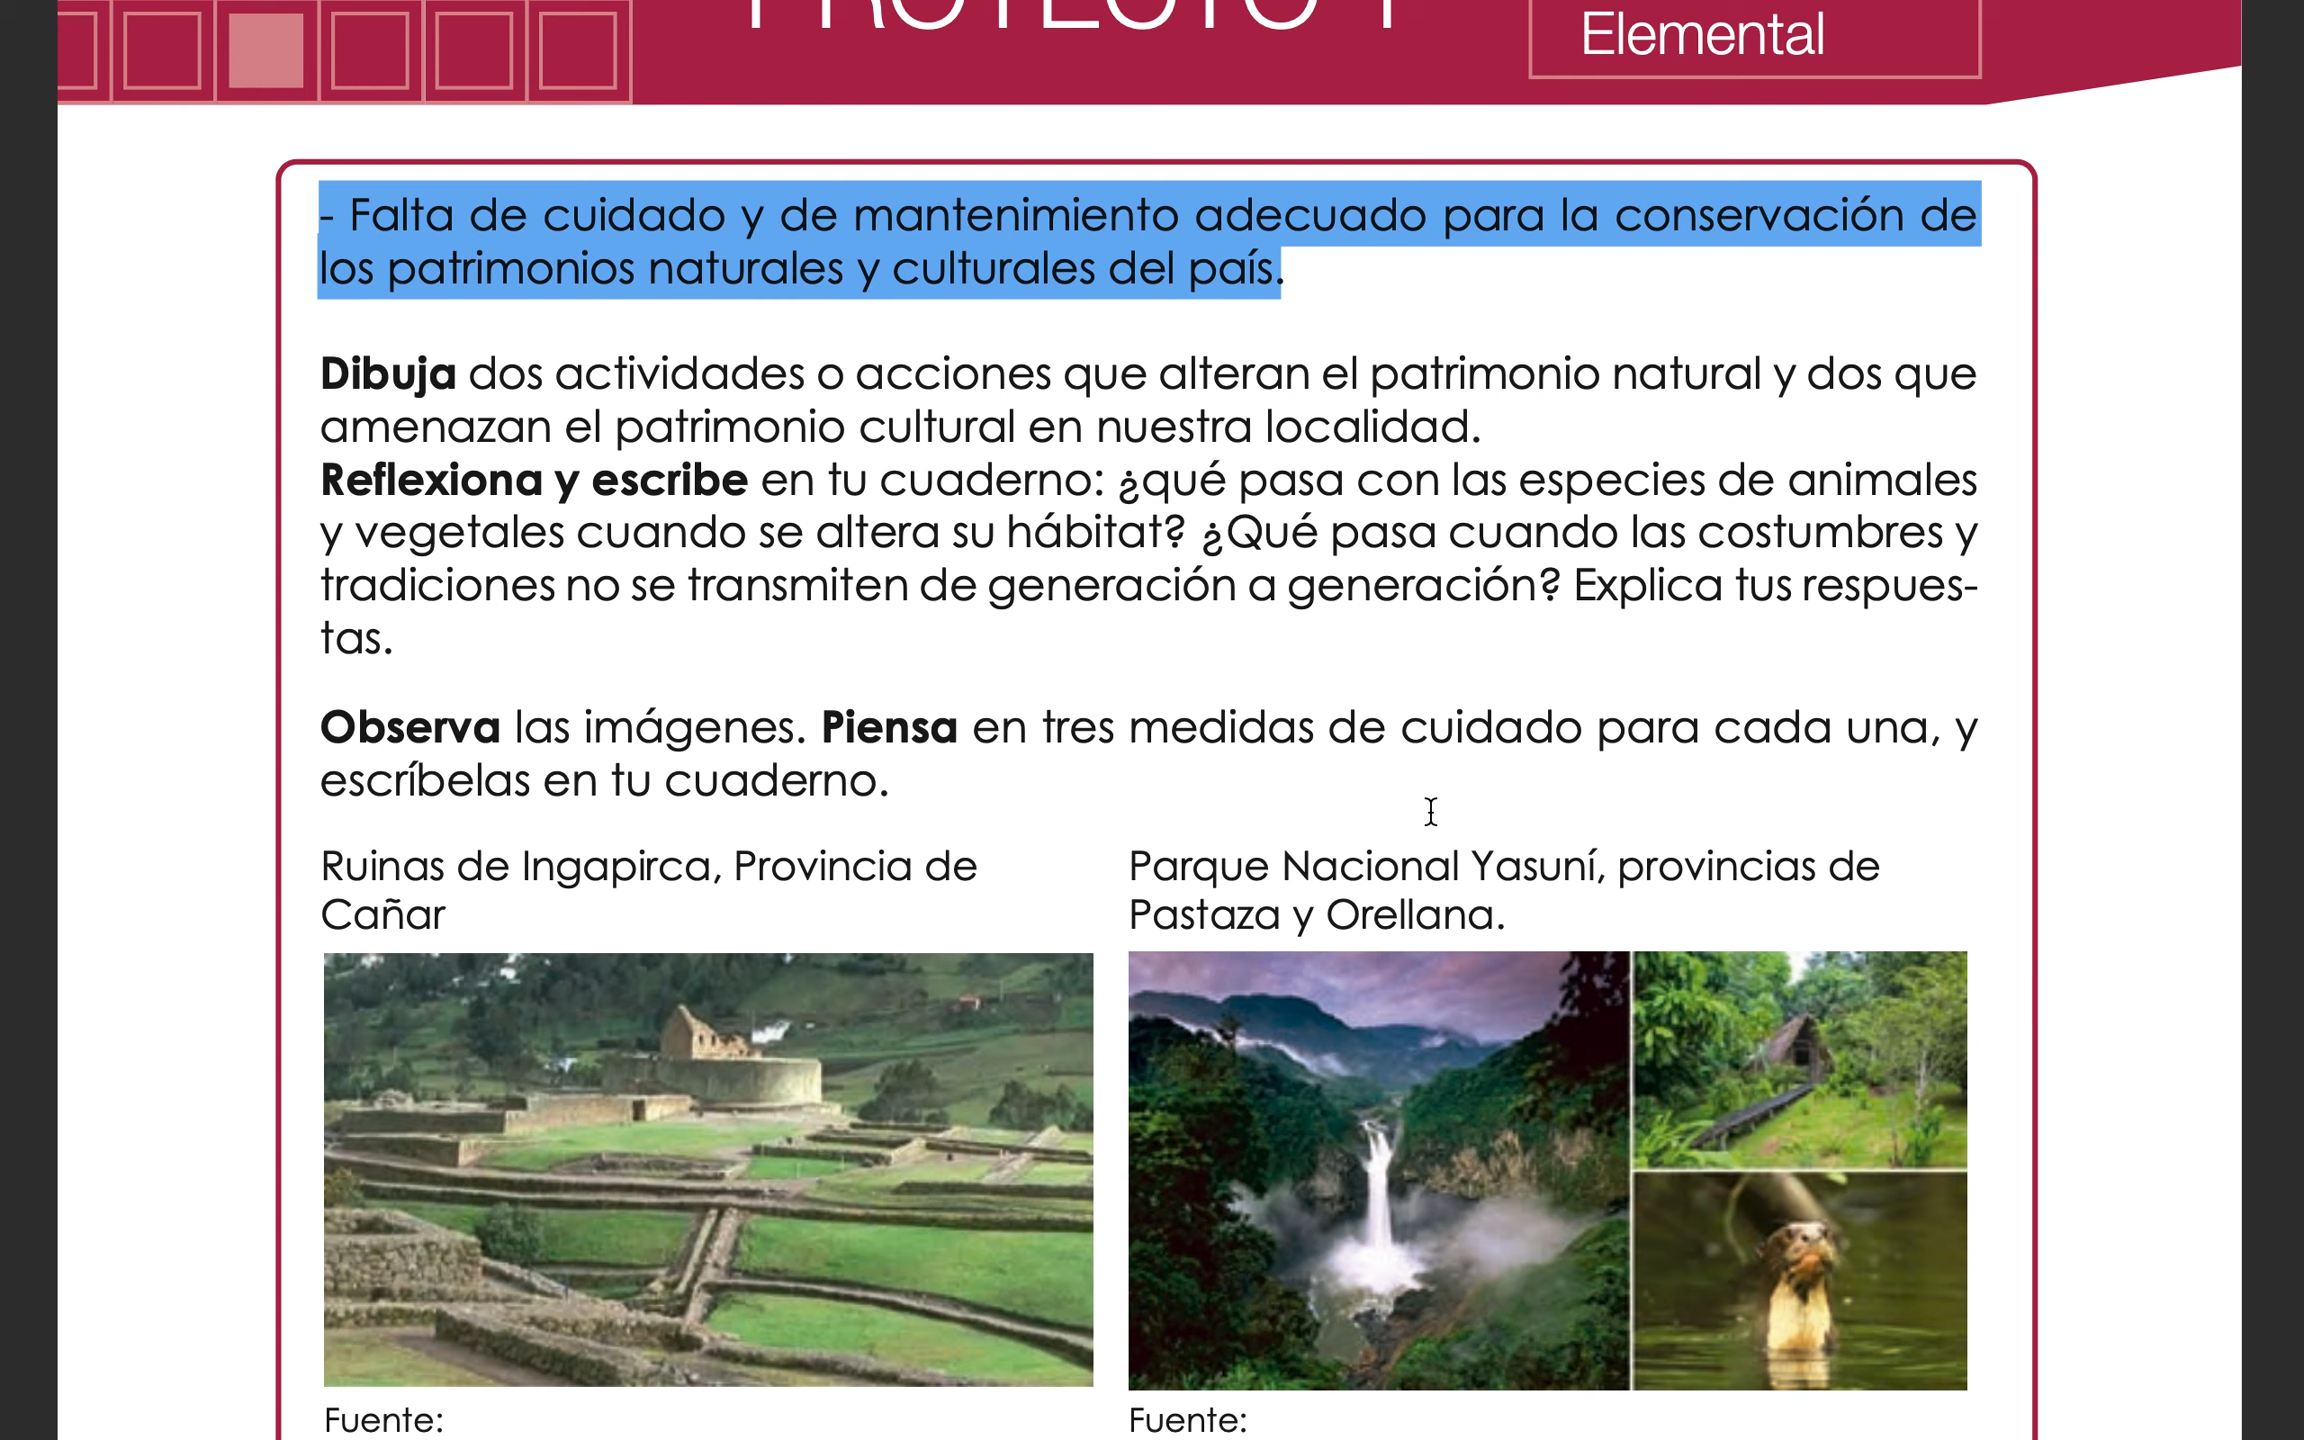 PROYECTO 1
Elemental
- Falta de cuidado y de mantenimiento adecuado para la conservación de
los patrimonios naturales y culturales del país.
Dibuja dos actividades o acciones que alteran el patrimonio natural y dos que
amenazan el patrimonio cultural en nuestra localidad.
Reflexiona y escribe en tu cuaderno: ¿qué pasa con las especies de animales
y vegetales cuando se altera su hábitat? ¿Qué pasa cuando las costumbres y
tradiciones no se transmiten de generación a generación? Explica tus respues-
tas.
Observa las imágenes. Piensa en tres medidas de cuidado para cada una, y
escríbelas en tu cuaderno.
Ruinas de Ingapirca, Provincia de
Cañar
Parque Nacional Yasuní, provincias de
Pastaza y Orellana.
Fuente:
Fuente: